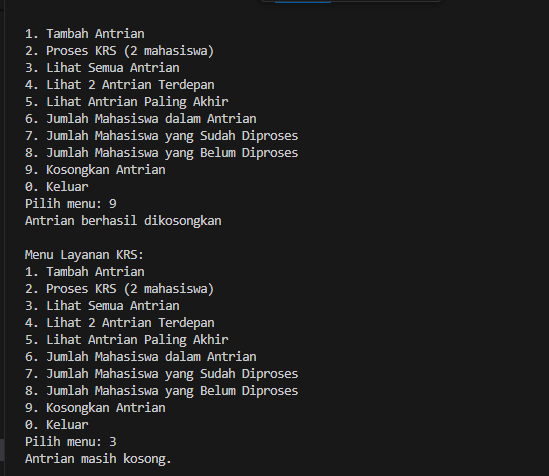 1. Tambah Antrian
2. Proses KRS (2 mahasiswa)
3. Lihat Semua Antrian
4. Lihat 2 Antrian Terdepan
5. Lihat Antrian Paling Akhir
6. Jumlah Mahasiswa dalam Antrian
7. Jumlah Mahasiswa yang Sudah Diproses
8. Jumlah Mahasiswa yang Belum Diproses
9. Kosongkan Antrian
0. Keluar
Pilih menu: 9
Antrian berhasil dikosongkan
Menu Layanan KRS:
1. Tambah Antrian
2. Proses KRS (2 mahasiswa)
3. Lihat Semua Antrian
4. Lihat 2 Antrian Terdepan
5. Lihat Antrian Paling Akhir
6. Jumlah Mahasiswa dalam Antrian
7. Jumlah Mahasiswa yang Sudah Diproses
8. Jumlah Mahasiswa yang Belum Diproses
9. Kosongkan Antrian
0. Keluar
Pilih menu: 3
Antrian masih kosong.